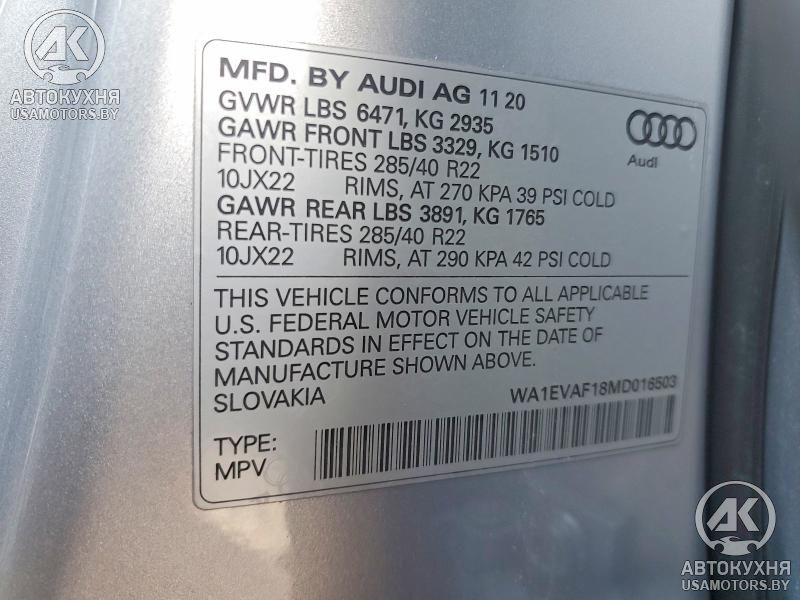 АК
АВТОКУХНЯ
USAMOTORS.BY
MFD. BY AUDI AG 11 20
GVWR LBS 6471, KG 2935
GAWR FRONT LBS 3329, KG 1510
FRONT-TIRES 285/40 R22
10JX22 RIMS, AT 270 KPA 39 PSI COLD
GAWR REAR LBS 3891, KG 1765
REAR-TIRES 285/40 R22
10JX22 RIMS, AT 290 KPA 42 PSI COLD
Audi
THIS VEHICLE CONFORMS TO ALL APPLICABLE
U.S. FEDERAL MOTOR VEHICLE SAFETY
STANDARDS IN EFFECT ON THE DATE OF
MANUFACTURE SHOWN ABOVE.
SLOVAKIA WA1EVAF18MD016503
TYPE:
MPV
АК
АВТОКУХНЯ
USAMOTORS.BY